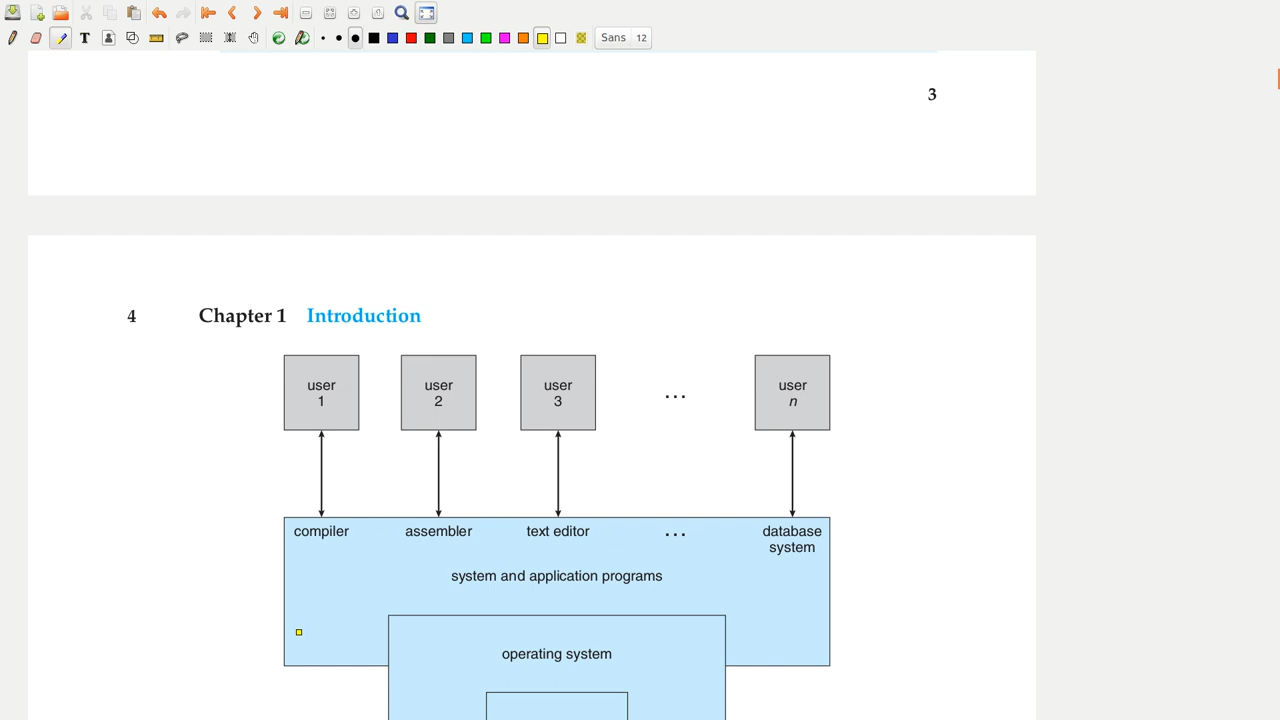 Sans 12
3
4 Chapter 1 Introduction
user 1
user 2
user 3
...
user n
compiler
assembler
text editor
...
database system
system and application programs
operating system